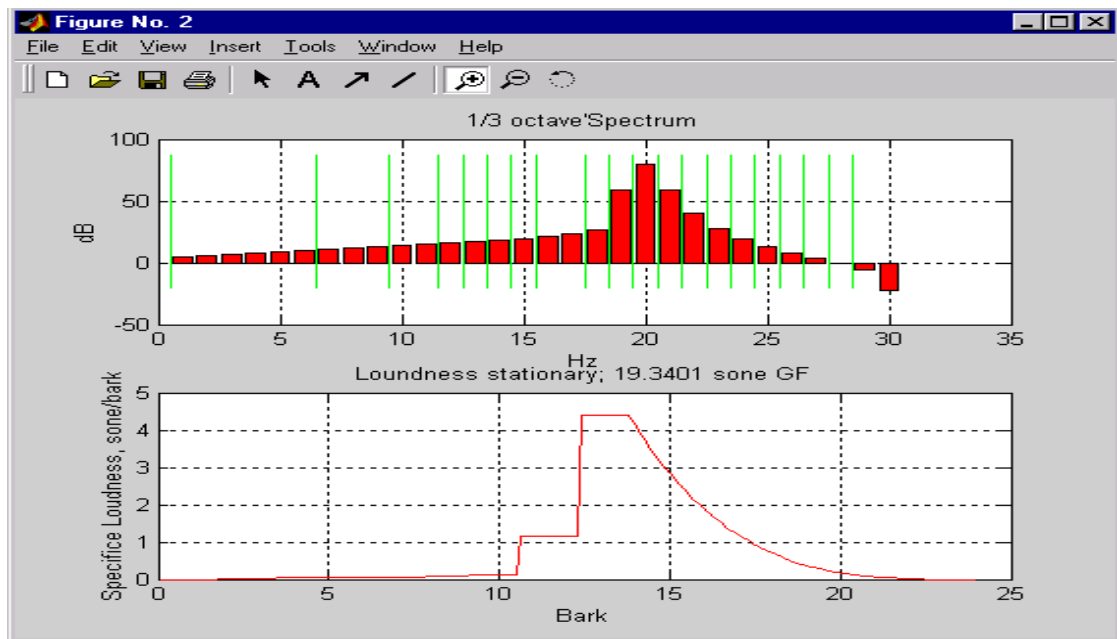 Figure No. 2
File Edit View Insert Tools Window Help
A
1/3 octave'Spectrum
100
50
0
-50
dB
0 5 10 15 20 25 30 35
Hz
Loundness stationary; 19.3401 sone GF
5
4
3
2
1
0
Specifice Loudness, sone/bark
0 5 10 15 20 25
Bark